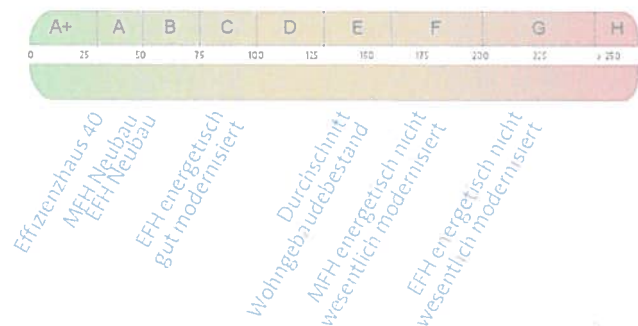 A+ A B C D E F G H
0 25 50 75 100 125 150 175 200 225 > 250
Effizienzhaus 40
MFH Neubau
EFH Neubau
EFH energetisch
gut modernisiert
Durchschnitt
Wohngebäudebestand
MFH energetisch nicht
wesentlich modernisiert
EFH energetisch nicht
wesentlich modernisiert